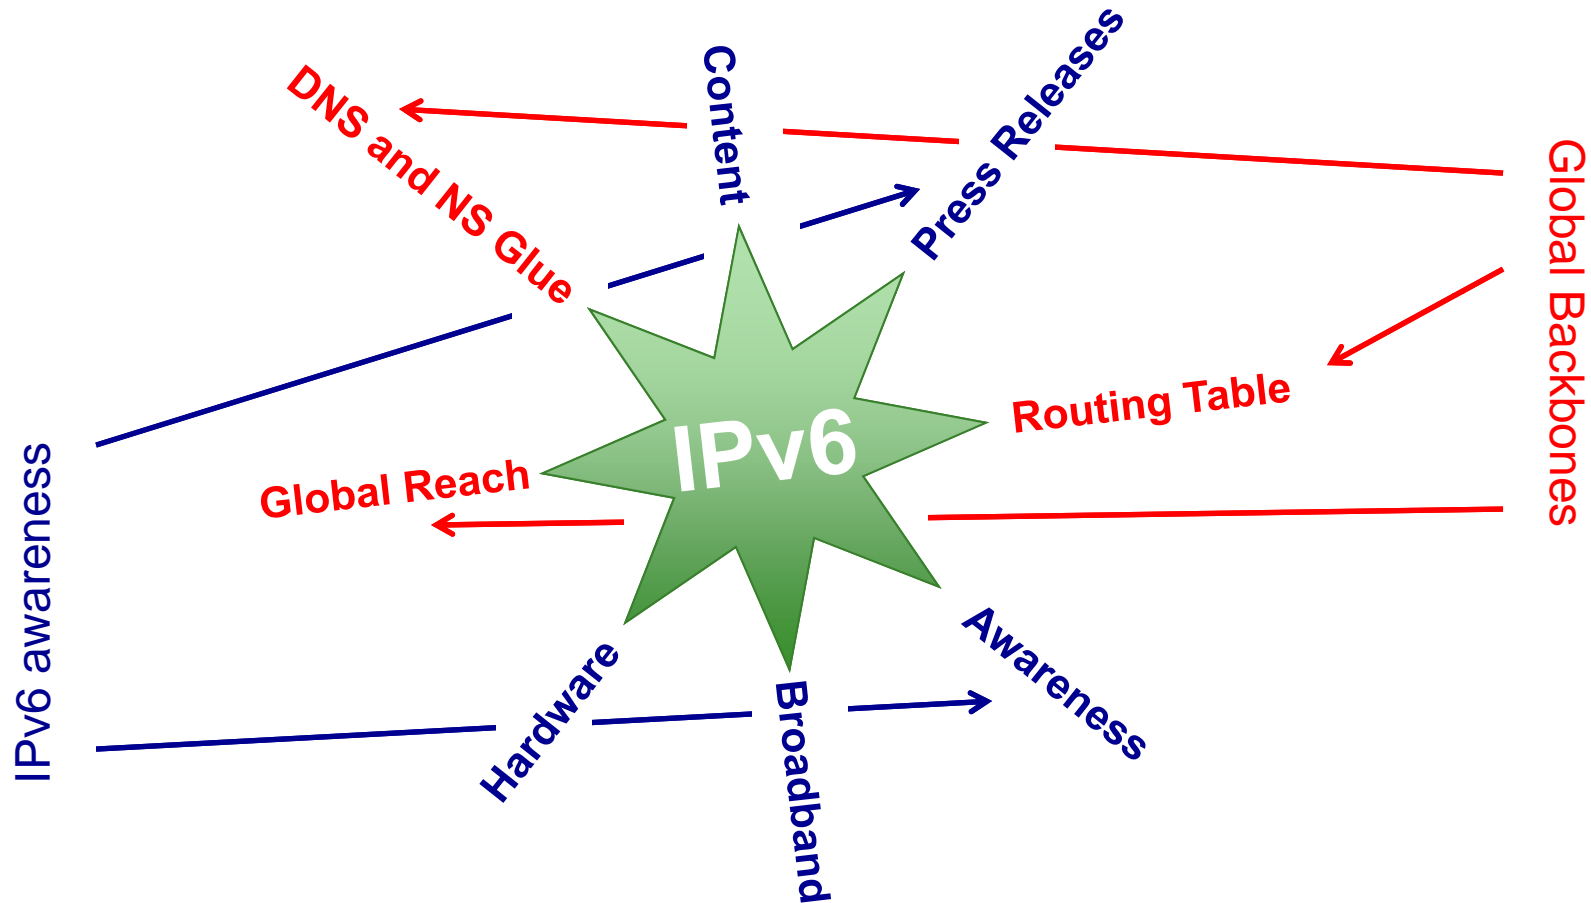 Content
Press Releases
DNS and NS Glue
Global Backbones
Routing Table
IPv6
Global Reach
IPv6 awareness
Awareness
Hardware
Broadband